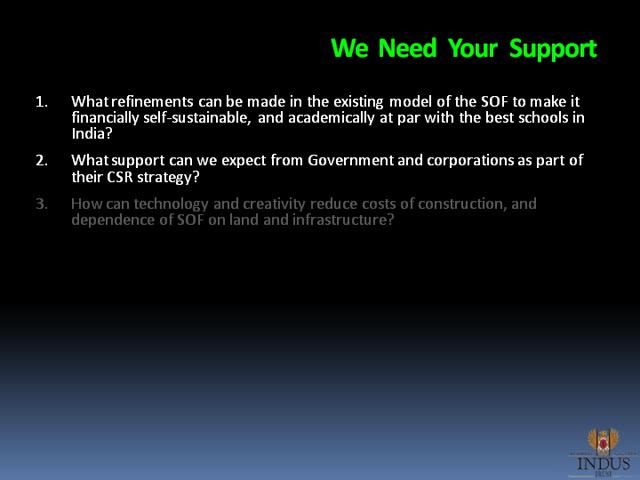 We Need Your Support
1. What refinements can be made in the existing model of the SOF to make it
financially self-sustainable, and academically at par with the best schools in
India?
2. What support can we expect from Government and corporations as part of
their CSR strategy?
3. How can technology and creativity reduce costs of construction, and
dependence of SOF on land and infrastructure?
INDUS
TRUST